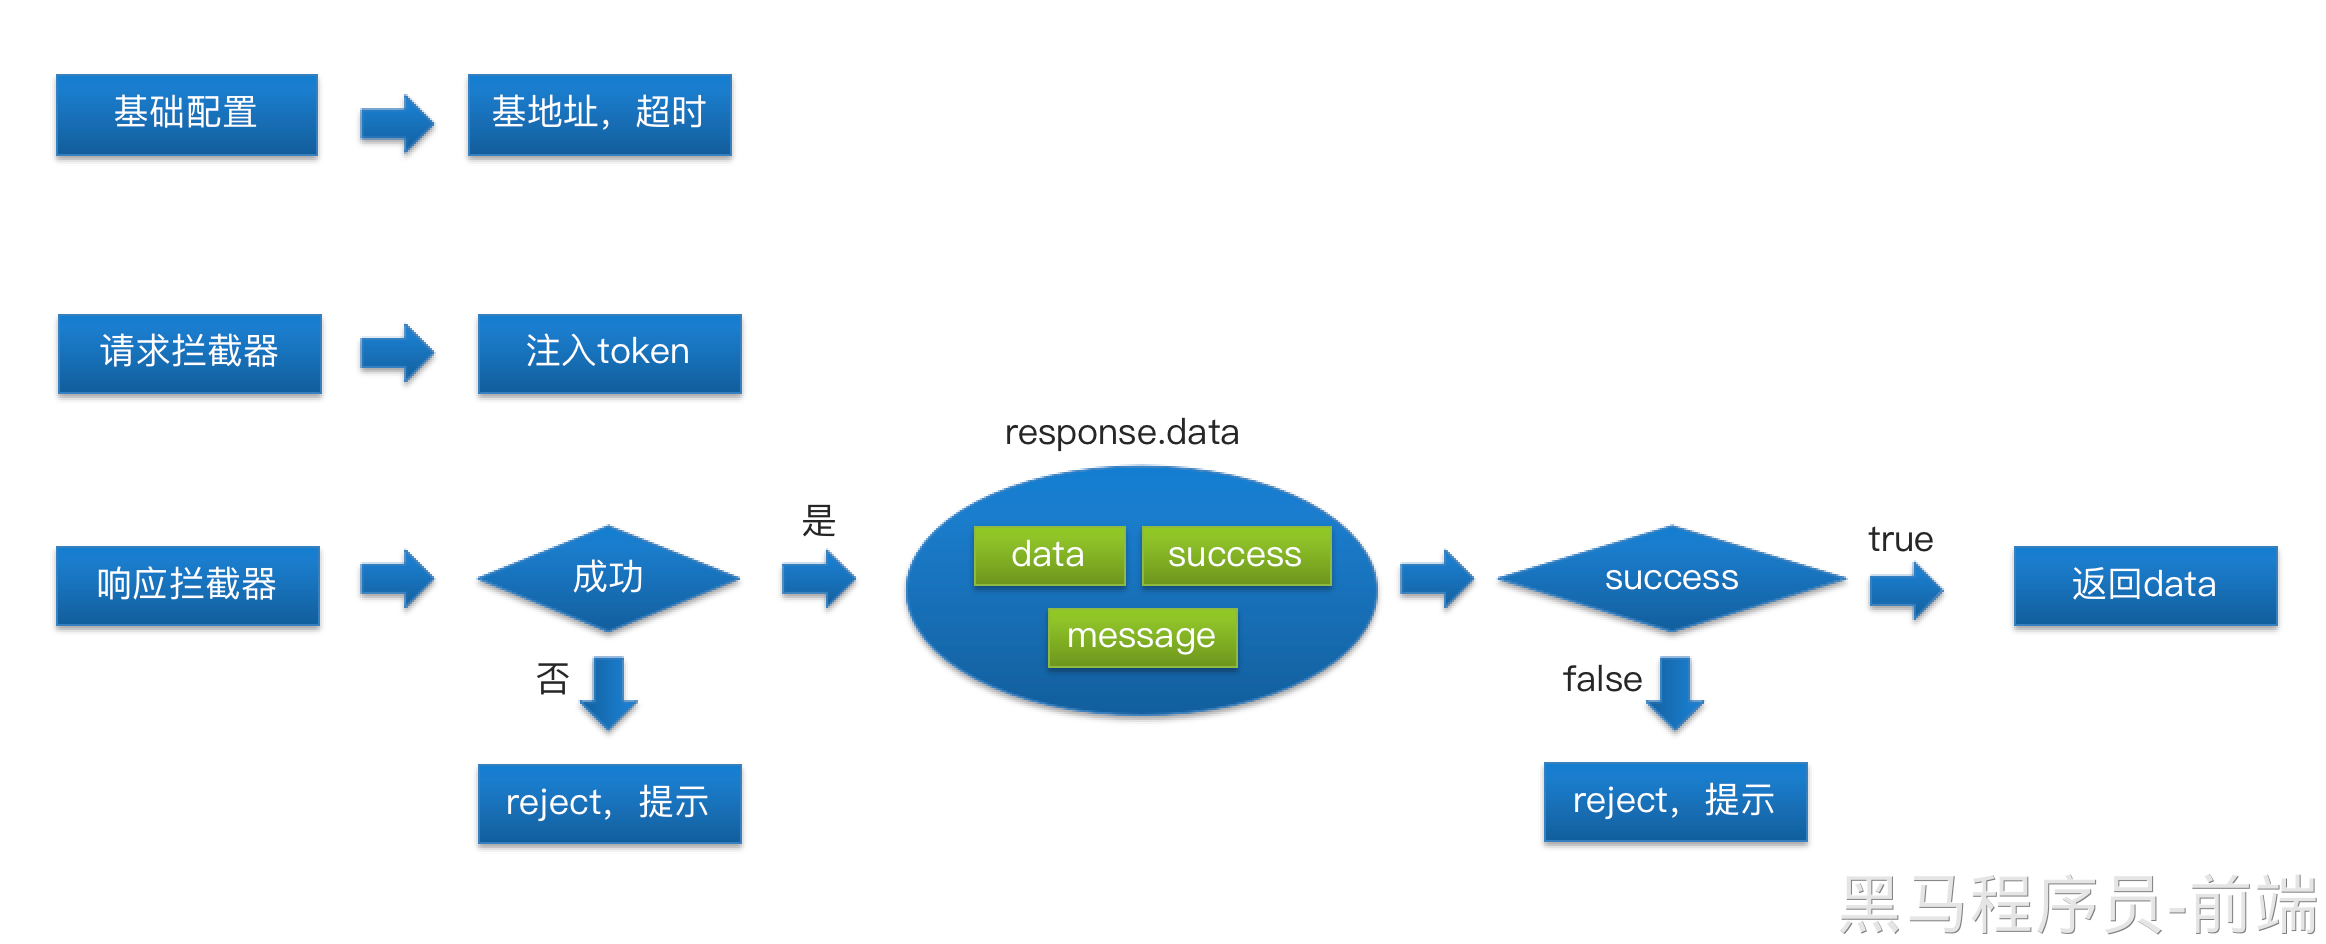 基础配置
基地址，超时
请求拦截器
注入token
response.data
响应拦截器
成功
是
data
success
message
success
true
返回data
否
false
reject，提示
reject，提示
黑马程序员-前端